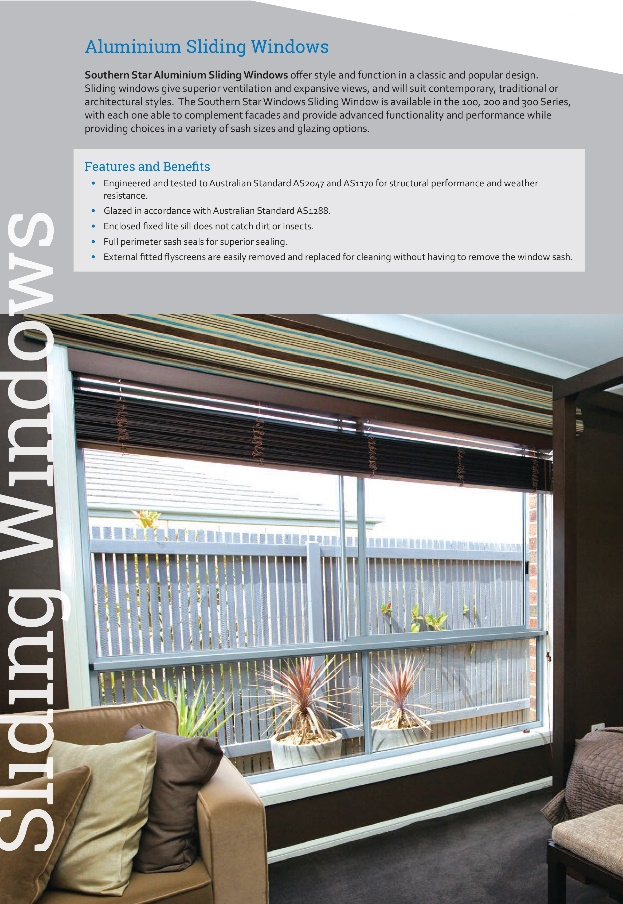 Aluminium Sliding Windows
Southern Star Aluminium Sliding Windows offer style and function in a classic and popular design.
Sliding windows give superior ventilation and expansive views, and will suit contemporary, traditional or
architectural styles.  The Southern Star Windows Sliding Window is available in the 100, 200 and 300 Series,
with each one able to complement facades and provide advanced functionality and performance while
providing choices in a variety of sash sizes and glazing options.
Features and Benefits
• Engineered and tested to Australian Standard AS2047 and AS1170 for structural performance and weather
resistance.
• Glazed in accordance with Australian Standard AS1288.
• Enclosed fixed lite sill does not catch dirt or insects.
• Full perimeter sash seals for superior sealing.
• External fitted flyscreens are easily removed and replaced for cleaning without having to remove the window sash.
Sliding Windows